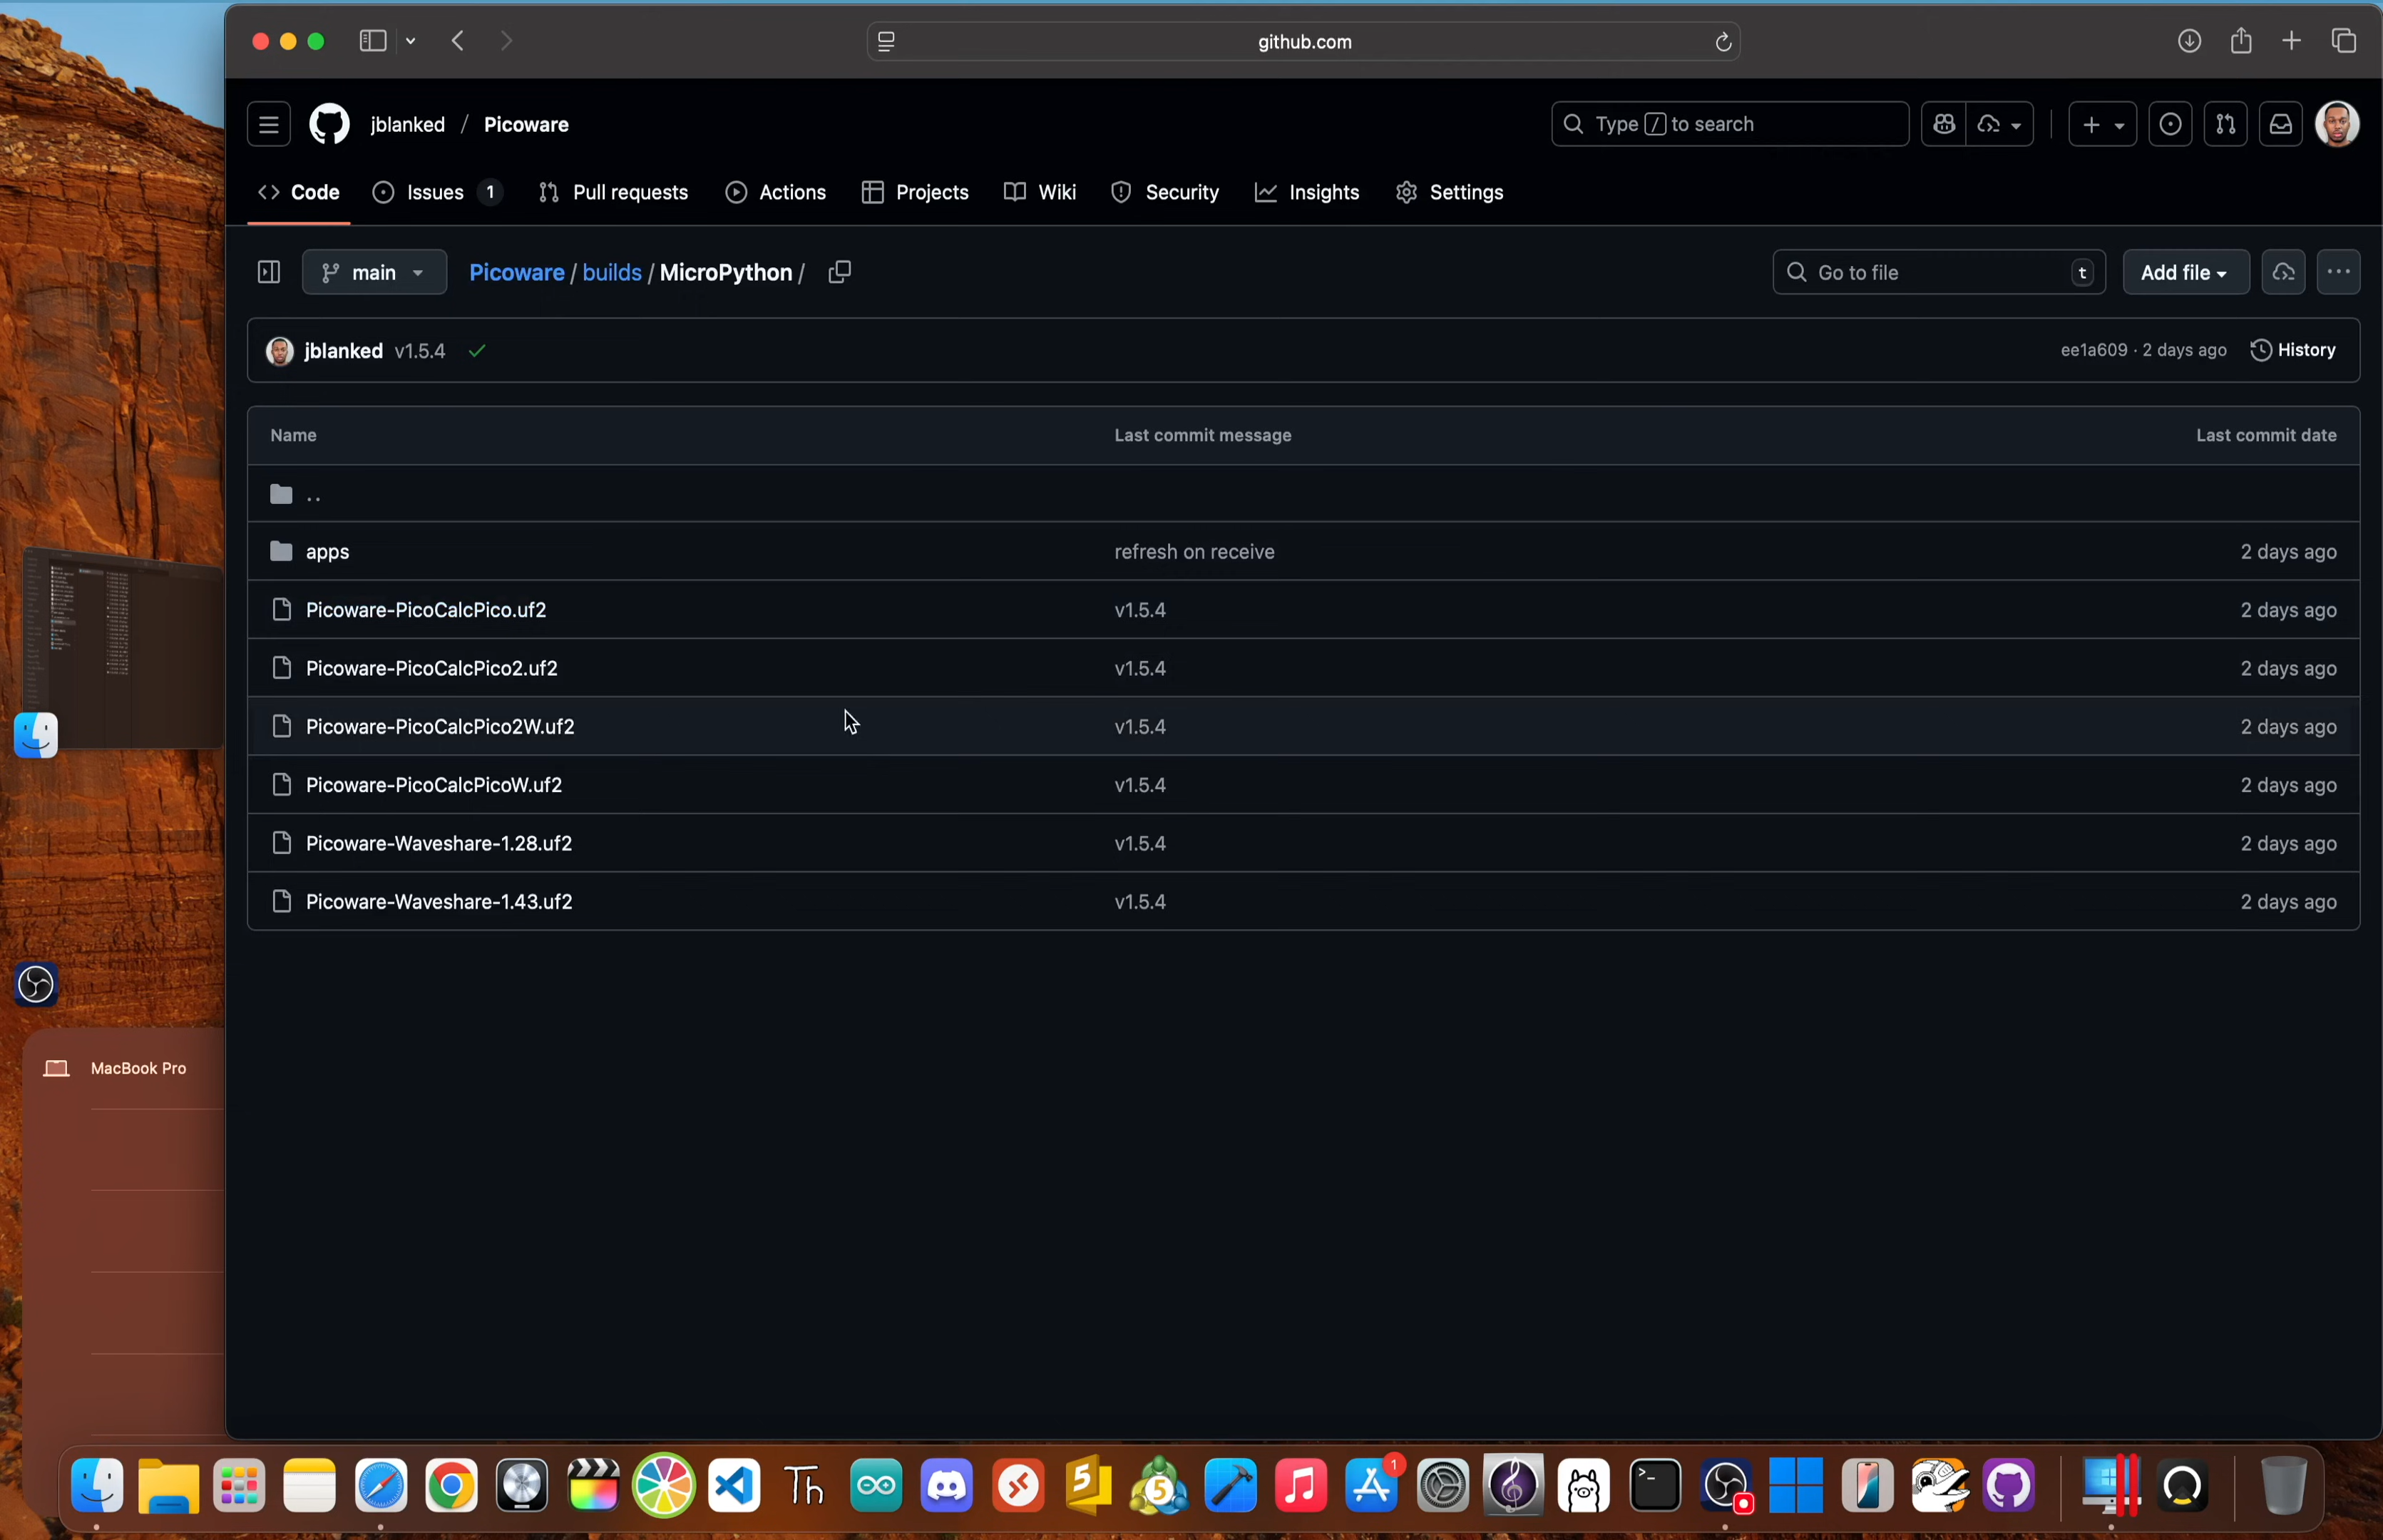 github.com
jblanked / Picoware
Type / to search
Code
Issues 1
Pull requests
Actions
Projects
Wiki
Security
Insights
Settings
main
Picoware / builds / MicroPython /
Go to file t
Add file
jblanked v1.5.4
ee1a609 · 2 days ago
History
Name Last commit message Last commit date
..
apps refresh on receive 2 days ago
Picoware-PicoCalcPico.uf2 v1.5.4 2 days ago
Picoware-PicoCalcPico2.uf2 v1.5.4 2 days ago
Picoware-PicoCalcPico2W.uf2 v1.5.4 2 days ago
Picoware-PicoCalcPicoW.uf2 v1.5.4 2 days ago
Picoware-Waveshare-1.28.uf2 v1.5.4 2 days ago
Picoware-Waveshare-1.43.uf2 v1.5.4 2 days ago
MacBook Pro
Th
5
5
1
>-